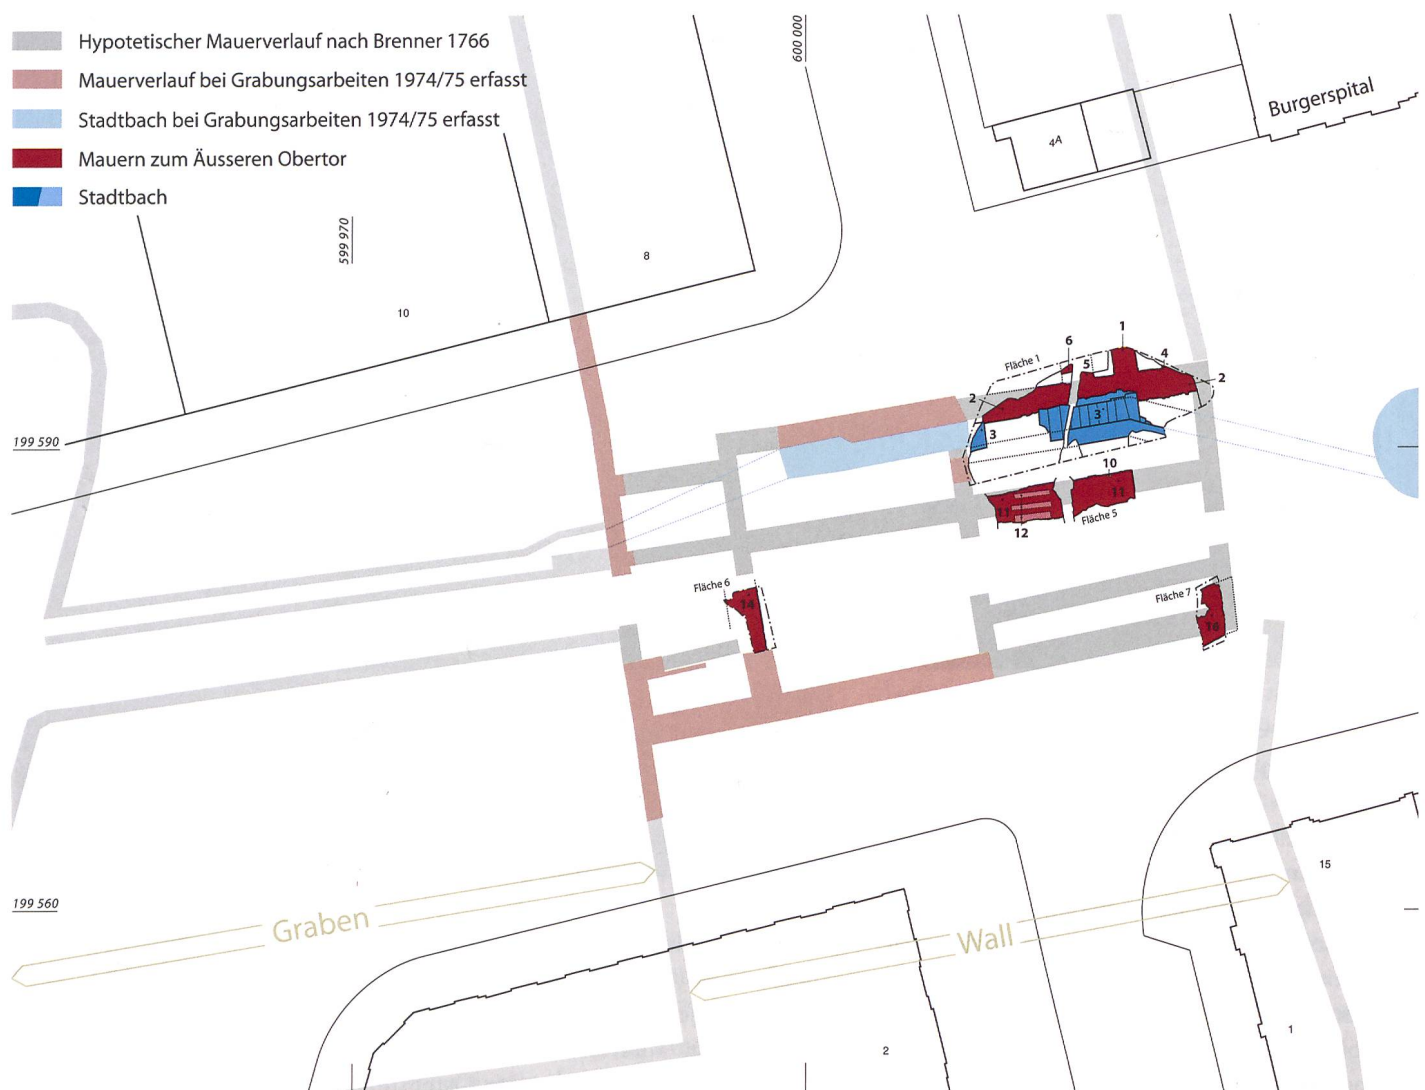 Hypotetischer Mauerverlauf nach Brenner 1766
Mauerverlauf bei Grabungsarbeiten 1974/75 erfasst
Stadtbach bei Grabungsarbeiten 1974/75 erfasst
Mauern zum Äusseren Obertor
Stadtbach
600 000
599 970
Burgerspital
4A
8
10
1
6
Fläche 1
5
4
2
2
3
3
199 590
10
11
11
12
Fläche 5
Fläche 6
14
Fläche 7
16
15
199 560
Graben
Wall
1
2